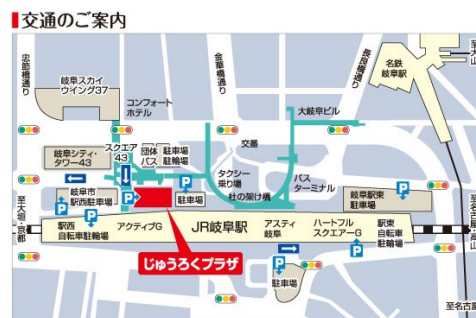 交通のご案内
忠節橋通り
金華橋通り
長良橋通り
至犬山
名鉄
岐阜駅
岐阜スカイ
ウイング37
コンフォート
ホテル
大岐阜ビル
交番
スクエア
43
団体
バス
駐車場
駐輪場
岐阜シティ・
タワー43
タクシー
乗り場
バス
ターミナル
杜の架け橋
岐阜市
駅西駐車場
駐車場
岐阜駅東
駐車場
至大垣・京都
駅西
自転車駐輪場
アクティブG
JR岐阜駅
アスティ
岐阜
ハートフル
スクエアーG
駅東
自転車
駐輪場
じゅうろくプラザ
駐車場
至名古屋
P
P
P
P
P
P
P
P